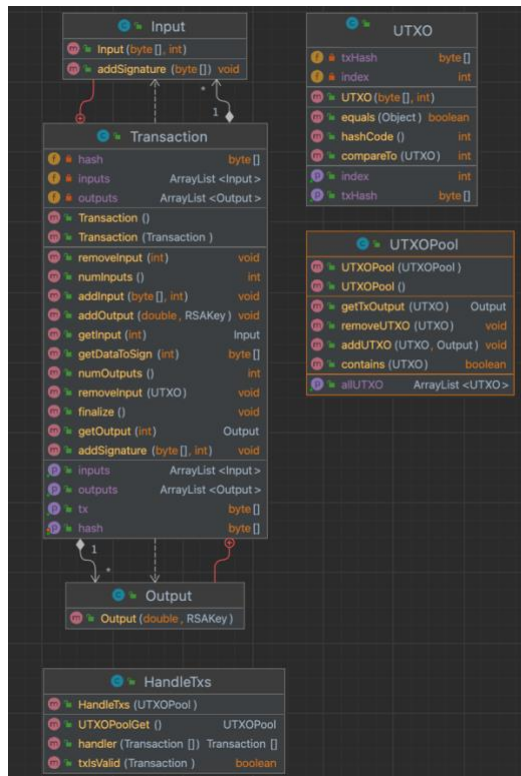 Input
Input (byte[], int)
addSignature (byte[]) void
*
1
Transaction
hash byte[]
inputs ArrayList <Input>
outputs ArrayList <Output>
Transaction ()
Transaction (Transaction )
removeInput (int) void
numInputs () int
addInput (byte[], int) void
addOutput (double, RSAKey) void
getInput (int) Input
getDataToSign (int) byte[]
numOutputs () int
removeInput (UTXO) void
finalize () void
getOutput (int) Output
addSignature (byte[], int) void
inputs ArrayList <Input>
outputs ArrayList <Output>
tx byte[]
hash byte[]
1
*
Output
Output (double, RSAKey)
HandleTxs
HandleTxs (UTXOPool)
UTXOPoolGet () UTXOPool
handler (Transaction []) Transaction []
txIsValid (Transaction ) boolean
UTXO
txHash byte[]
index int
UTXO (byte[], int)
equals (Object) boolean
hashCode () int
compareTo (UTXO) int
index int
txHash byte[]
UTXOPool
UTXOPool (UTXOPool )
UTXOPool ()
getTxOutput (UTXO) Output
removeUTXO (UTXO) void
addUTXO (UTXO, Output) void
contains (UTXO) boolean
allUTXO ArrayList <UTXO>